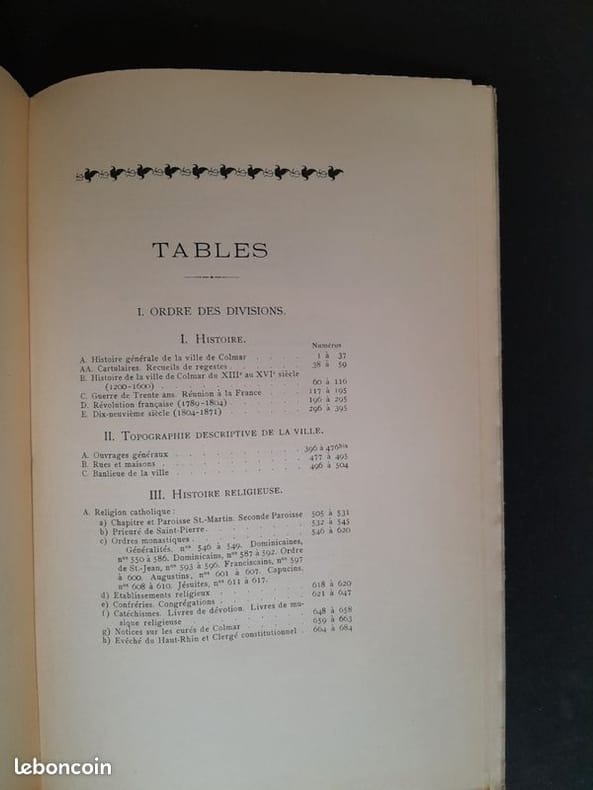 TABLES
I. ORDRE DES DIVISIONS.
I. HISTOIRE.
Numéros
A. Histoire générale de la ville de Colmar . . . . 1 à 37
AA. Cartulaires. Recueils de regestes . . . . . 38 à 59
B. Histoire de la ville de Colmar du XIIIe au XVIe siècle
(1200-1600) . . . . . . . . . 60 à 116
C. Guerre de Trente ans. Réunion à la France . . . 117 à 195
D. Révolution française (1789-1804) . . . . . 196 à 295
E. Dix-neuvième siècle (1804-1871) . . . . . 296 à 395
II. TOPOGRAPHIE DESCRIPTIVE DE LA VILLE.
A. Ouvrages généraux . . . . . . . 396 à 476bis
B. Rues et maisons . . . . . . . . 477 à 495
C. Banlieue de la ville . . . . . . . 496 à 504
III. HISTOIRE RELIGIEUSE.
A. Religion catholique :
a) Chapitre et Paroisse St.-Martin. Seconde Paroisse 505 à 531
b) Prieuré de Saint-Pierre . . . . . . 532 à 545
c) Ordres monastiques . . . . . . 546 à 620
Généralités, nos 546 à 549. Dominicaines,
nos 550 à 586. Dominicains, nos 587 à 592. Ordre
de St.-Jean, nos 593 à 596. Franciscains, nos 597
à 600. Augustins, nos 601 à 607. Capucins,
nos 608 à 610. Jésuites, nos 611 à 617.
d) Etablissements religieux . . . . . 618 à 620
e) Confréries. Congrégations . . . . . 621 à 647
f) Catéchismes. Livres de dévotion. Livres de mu-
sique religieuse . . . . . . . 648 à 658
g) Notices sur les curés de Colmar . . . . 659 à 663
h) Evêché du Haut-Rhin et Clergé constitutionnel . 664 à 684
leboncoin